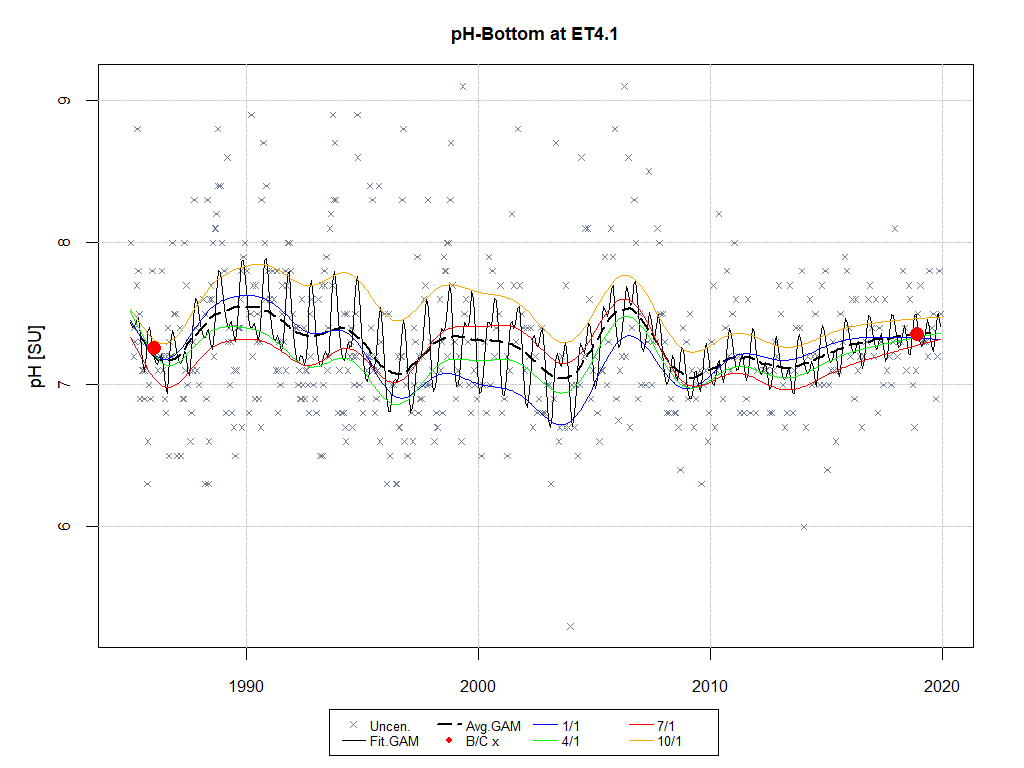 pH-Bottom at ET4.1
pH [SU]
9
8
7
6
1990 2000 2010 2020
Uncen. Avg.GAM 1/1 7/1
Fit.GAM B/C x 4/1 10/1